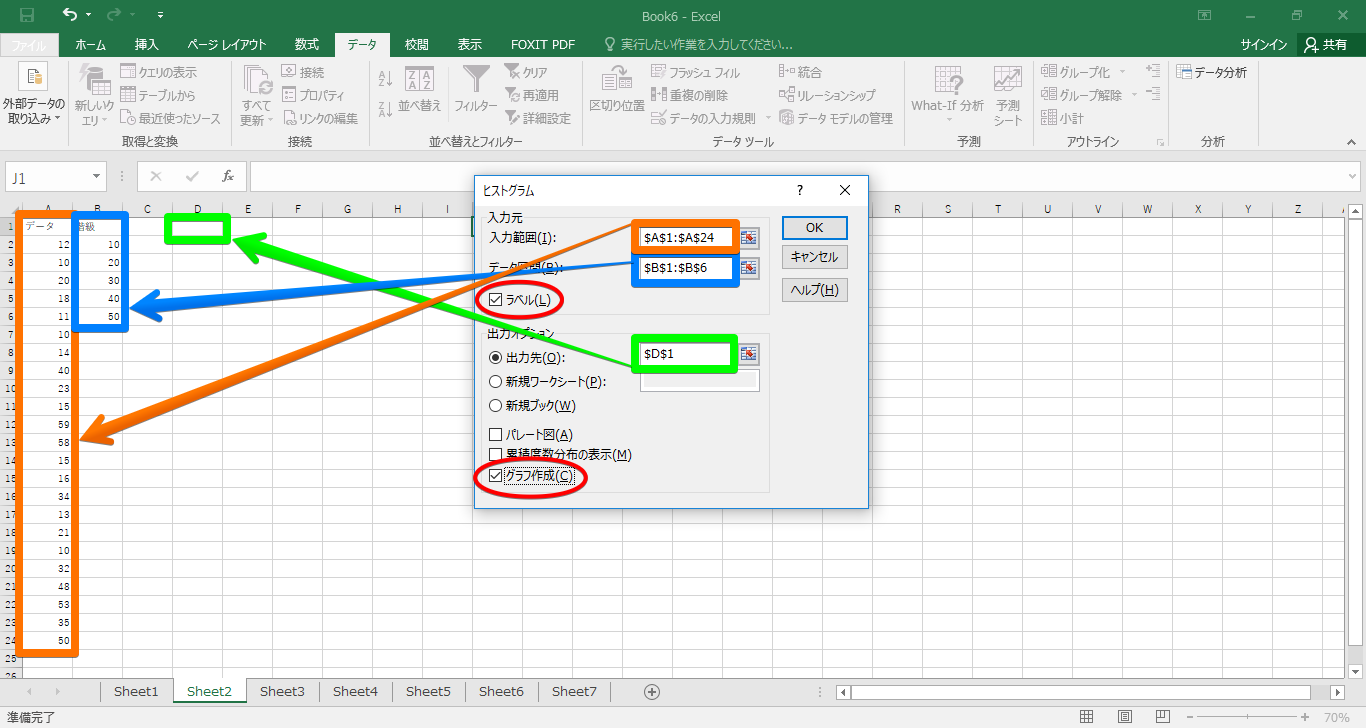 Book6 - Excel
ファイル ホーム 挿入 ページ レイアウト 数式 データ 校閲 表示 FOXIT PDF 実行したい作業を入力してください... サインイン 共有
外部データの取り込み
新しいクエリ
クエリの表示
テーブルから
最近使ったソース
取得と変換
すべて更新
接続
プロパティ
リンクの編集
接続
並べ替え
フィルター
クリア
再適用
詳細設定
並べ替えとフィルター
区切り位置
フラッシュ フィル
重複の削除
データの入力規則
統合
リレーションシップ
データ モデルの管理
データ ツール
What-If 分析
予測シート
予測
グループ化
グループ解除
小計
アウトライン
データ分析
分析
J1
fx
A B C D E F G H I R S T U V W X Y Z
1 データ 階級
2 12 10
3 10 20
4 20 30
5 18 40
6 11 50
7 10
8 14
9 40
10 23
11 15
12 59
13 58
14 15
15 16
16 34
17 13
18 21
19 10
20 32
21 48
22 53
23 35
24 50
25
26
ヒストグラム
?
入力元
入力範囲(I): $A$1:$A$24
データ区間(B): $B$1:$B$6
ラベル(L)
出力オプション
出力先(O): $D$1
新規ワークシート(P):
新規ブック(W)
パレート図(A)
累積度数分布の表示(M)
グラフ作成(C)
OK
キャンセル
ヘルプ(H)
Sheet1 Sheet2 Sheet3 Sheet4 Sheet5 Sheet6 Sheet7
準備完了
70%